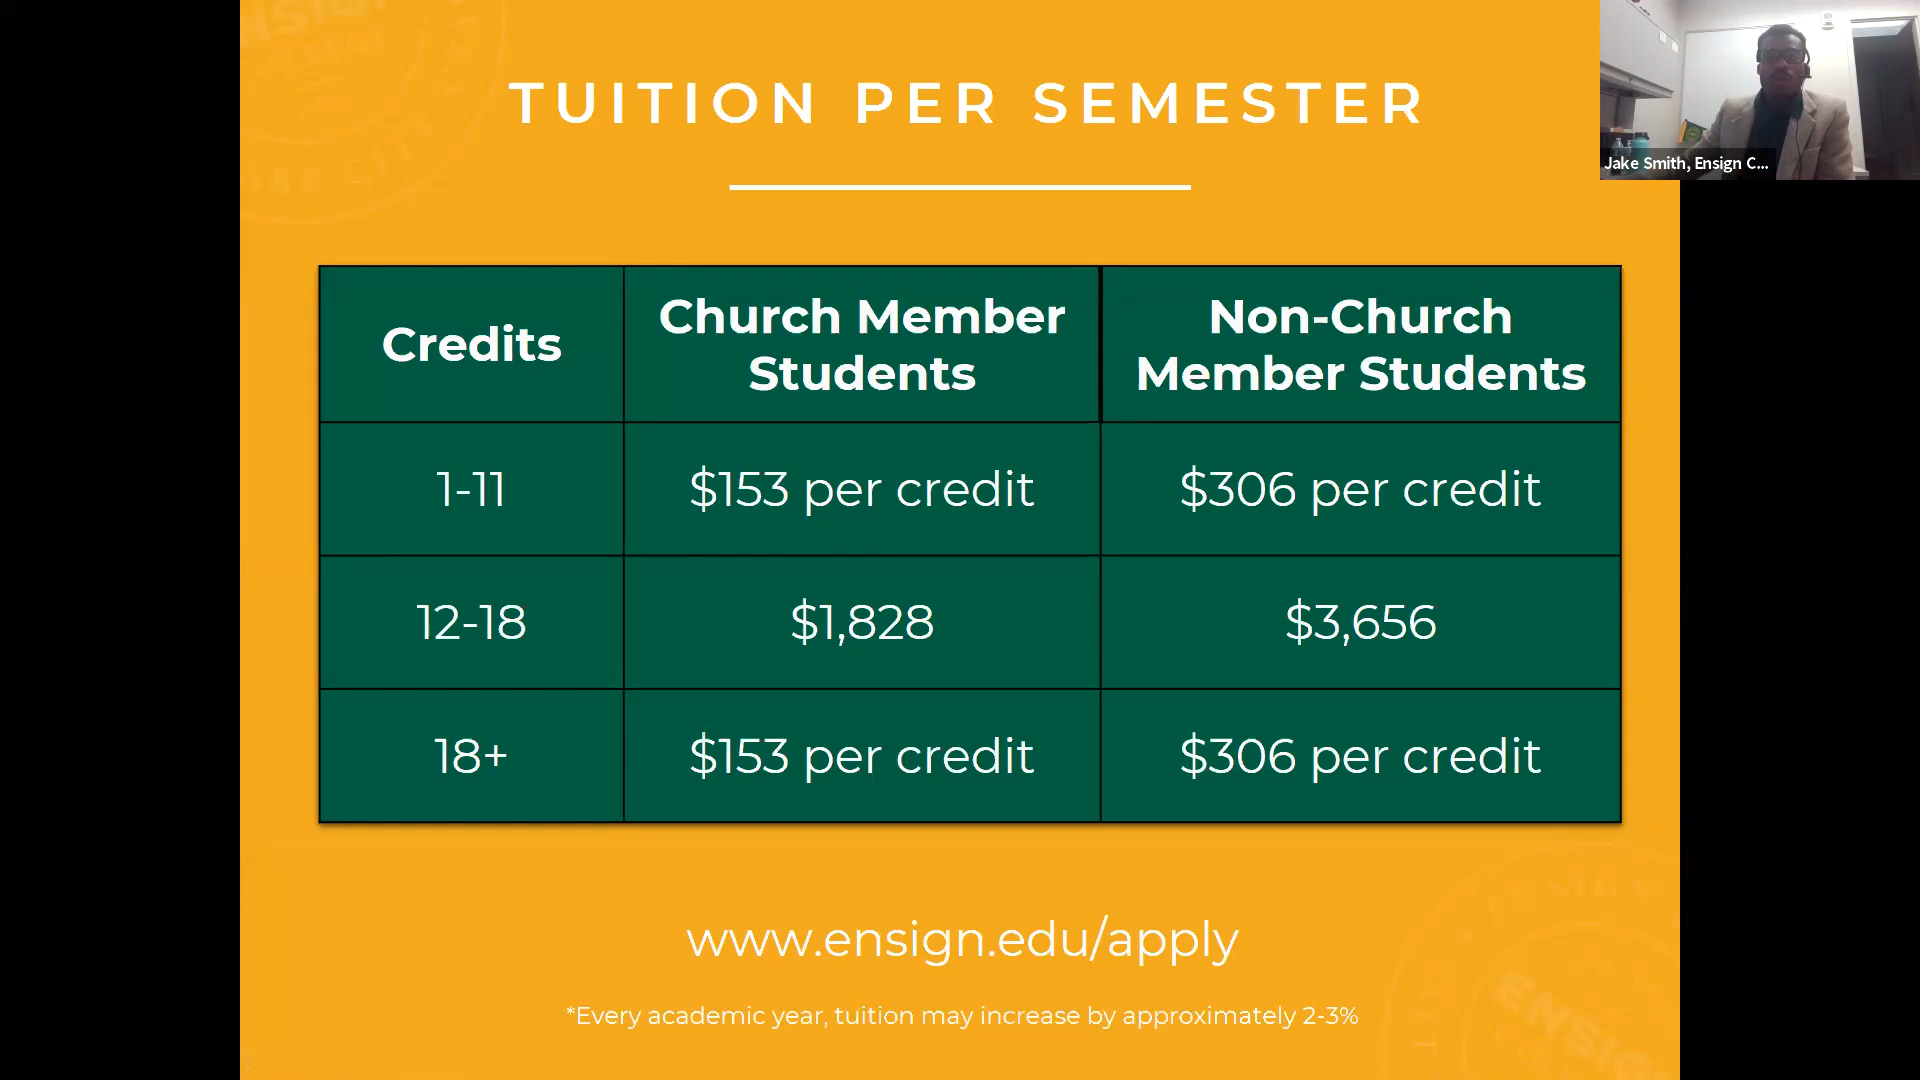 TUITION PER SEMESTER
Jake Smith, Ensign C...
Credits
Church Member
Students
Non-Church
Member Students
1-11
$153 per credit
$306 per credit
12-18
$1,828
$3,656
18+
$153 per credit
$306 per credit
www.ensign.edu/apply
*Every academic year, tuition may increase by approximately 2-3%